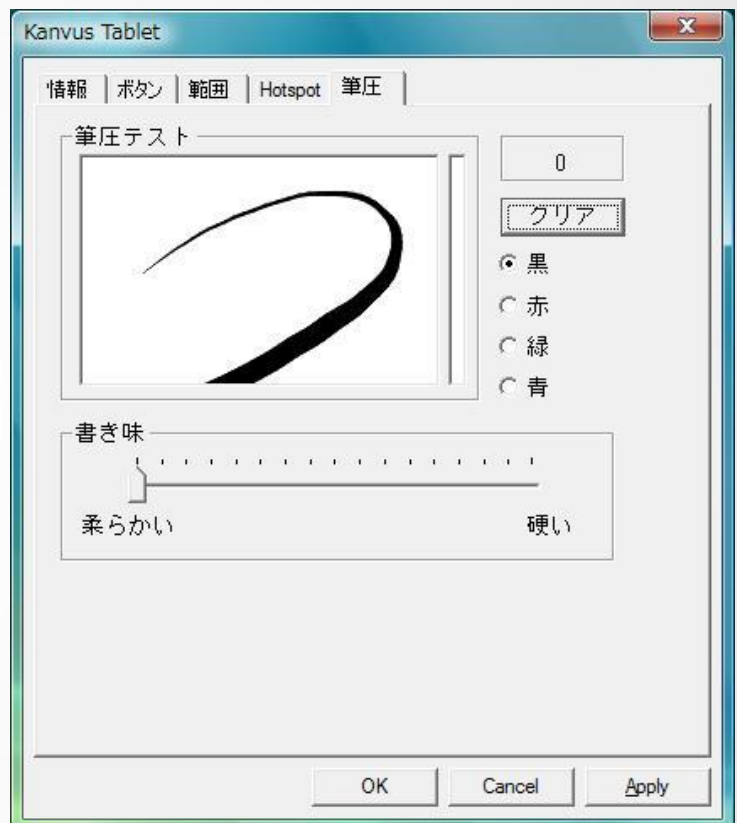 Kanvus Tablet
情報 ボタン 範囲 Hotspot 筆圧
筆圧テスト
0
クリア
黒
赤
緑
青
書き味
柔らかい 硬い
OK Cancel Apply